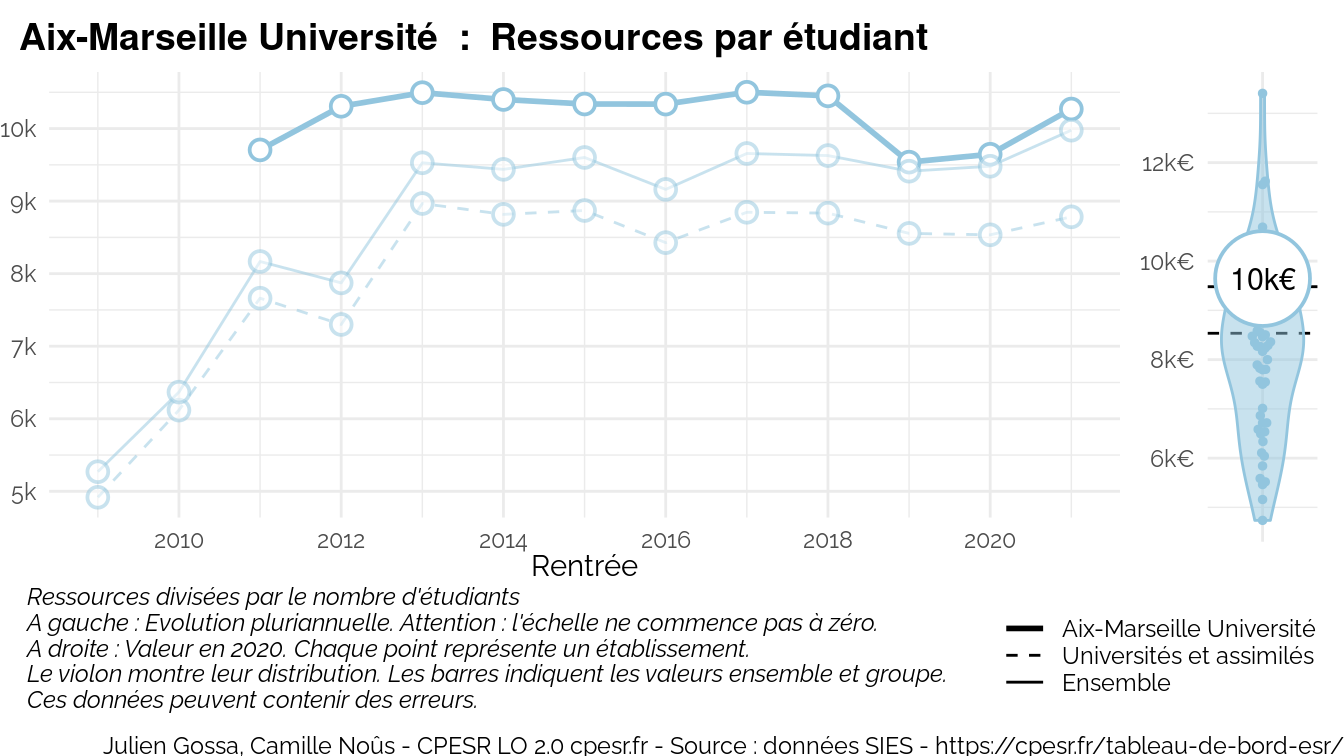 Aix-Marseille Université : Ressources par étudiant
10k
9k
8k
7k
6k
5k
2010 2012 2014 2016 2018 2020
Rentrée
12k€
10k€
8k€
6k€
10k€
Ressources divisées par le nombre d'étudiants
A gauche : Evolution pluriannuelle. Attention : l'échelle ne commence pas à zéro.
A droite : Valeur en 2020. Chaque point représente un établissement.
Le violon montre leur distribution. Les barres indiquent les valeurs ensemble et groupe.
Ces données peuvent contenir des erreurs.
Aix-Marseille Université
Universités et assimilés
Ensemble
Julien Gossa, Camille Noûs - CPESR LO 2.0 cpesr.fr - Source : données SIES - https://cpesr.fr/tableau-de-bord-esr/